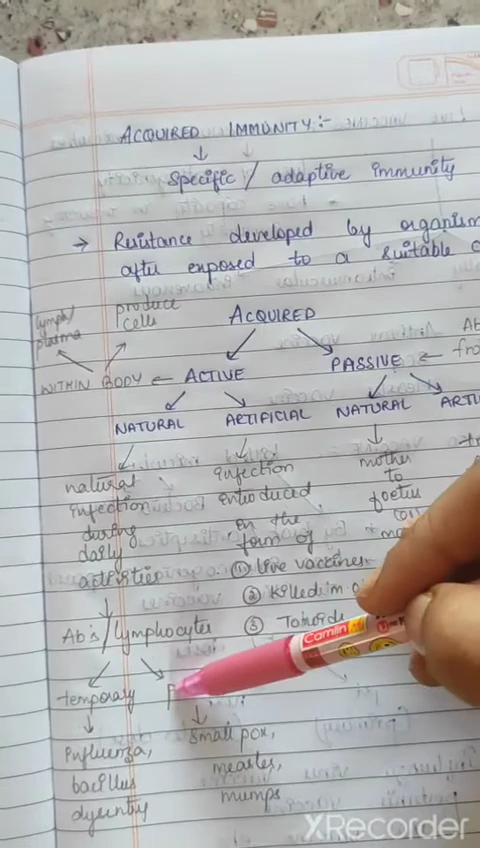 ACQUIRED IMMUNITY:-
↓
Specific / adaptive immunity
→ Resistance developed by organism
after exposed to a suitable
lymph/
plasma
produce
cells
ACQUIRED
WITHIN BODY ← ACTIVE
PASSIVE ←
NATURAL ARTIFICIAL NATURAL
natural
infection
during
daily
activities
↓
Ab's / lymphocytes
infection
introduced
in the
form of
① live vaccines
② Killed m.o
③ Toxoids
mother
to
foetus
temporary
↓
Influenza,
bacillus
dysentry
Small pox,
measles,
mumps
Camlin
XRecorder